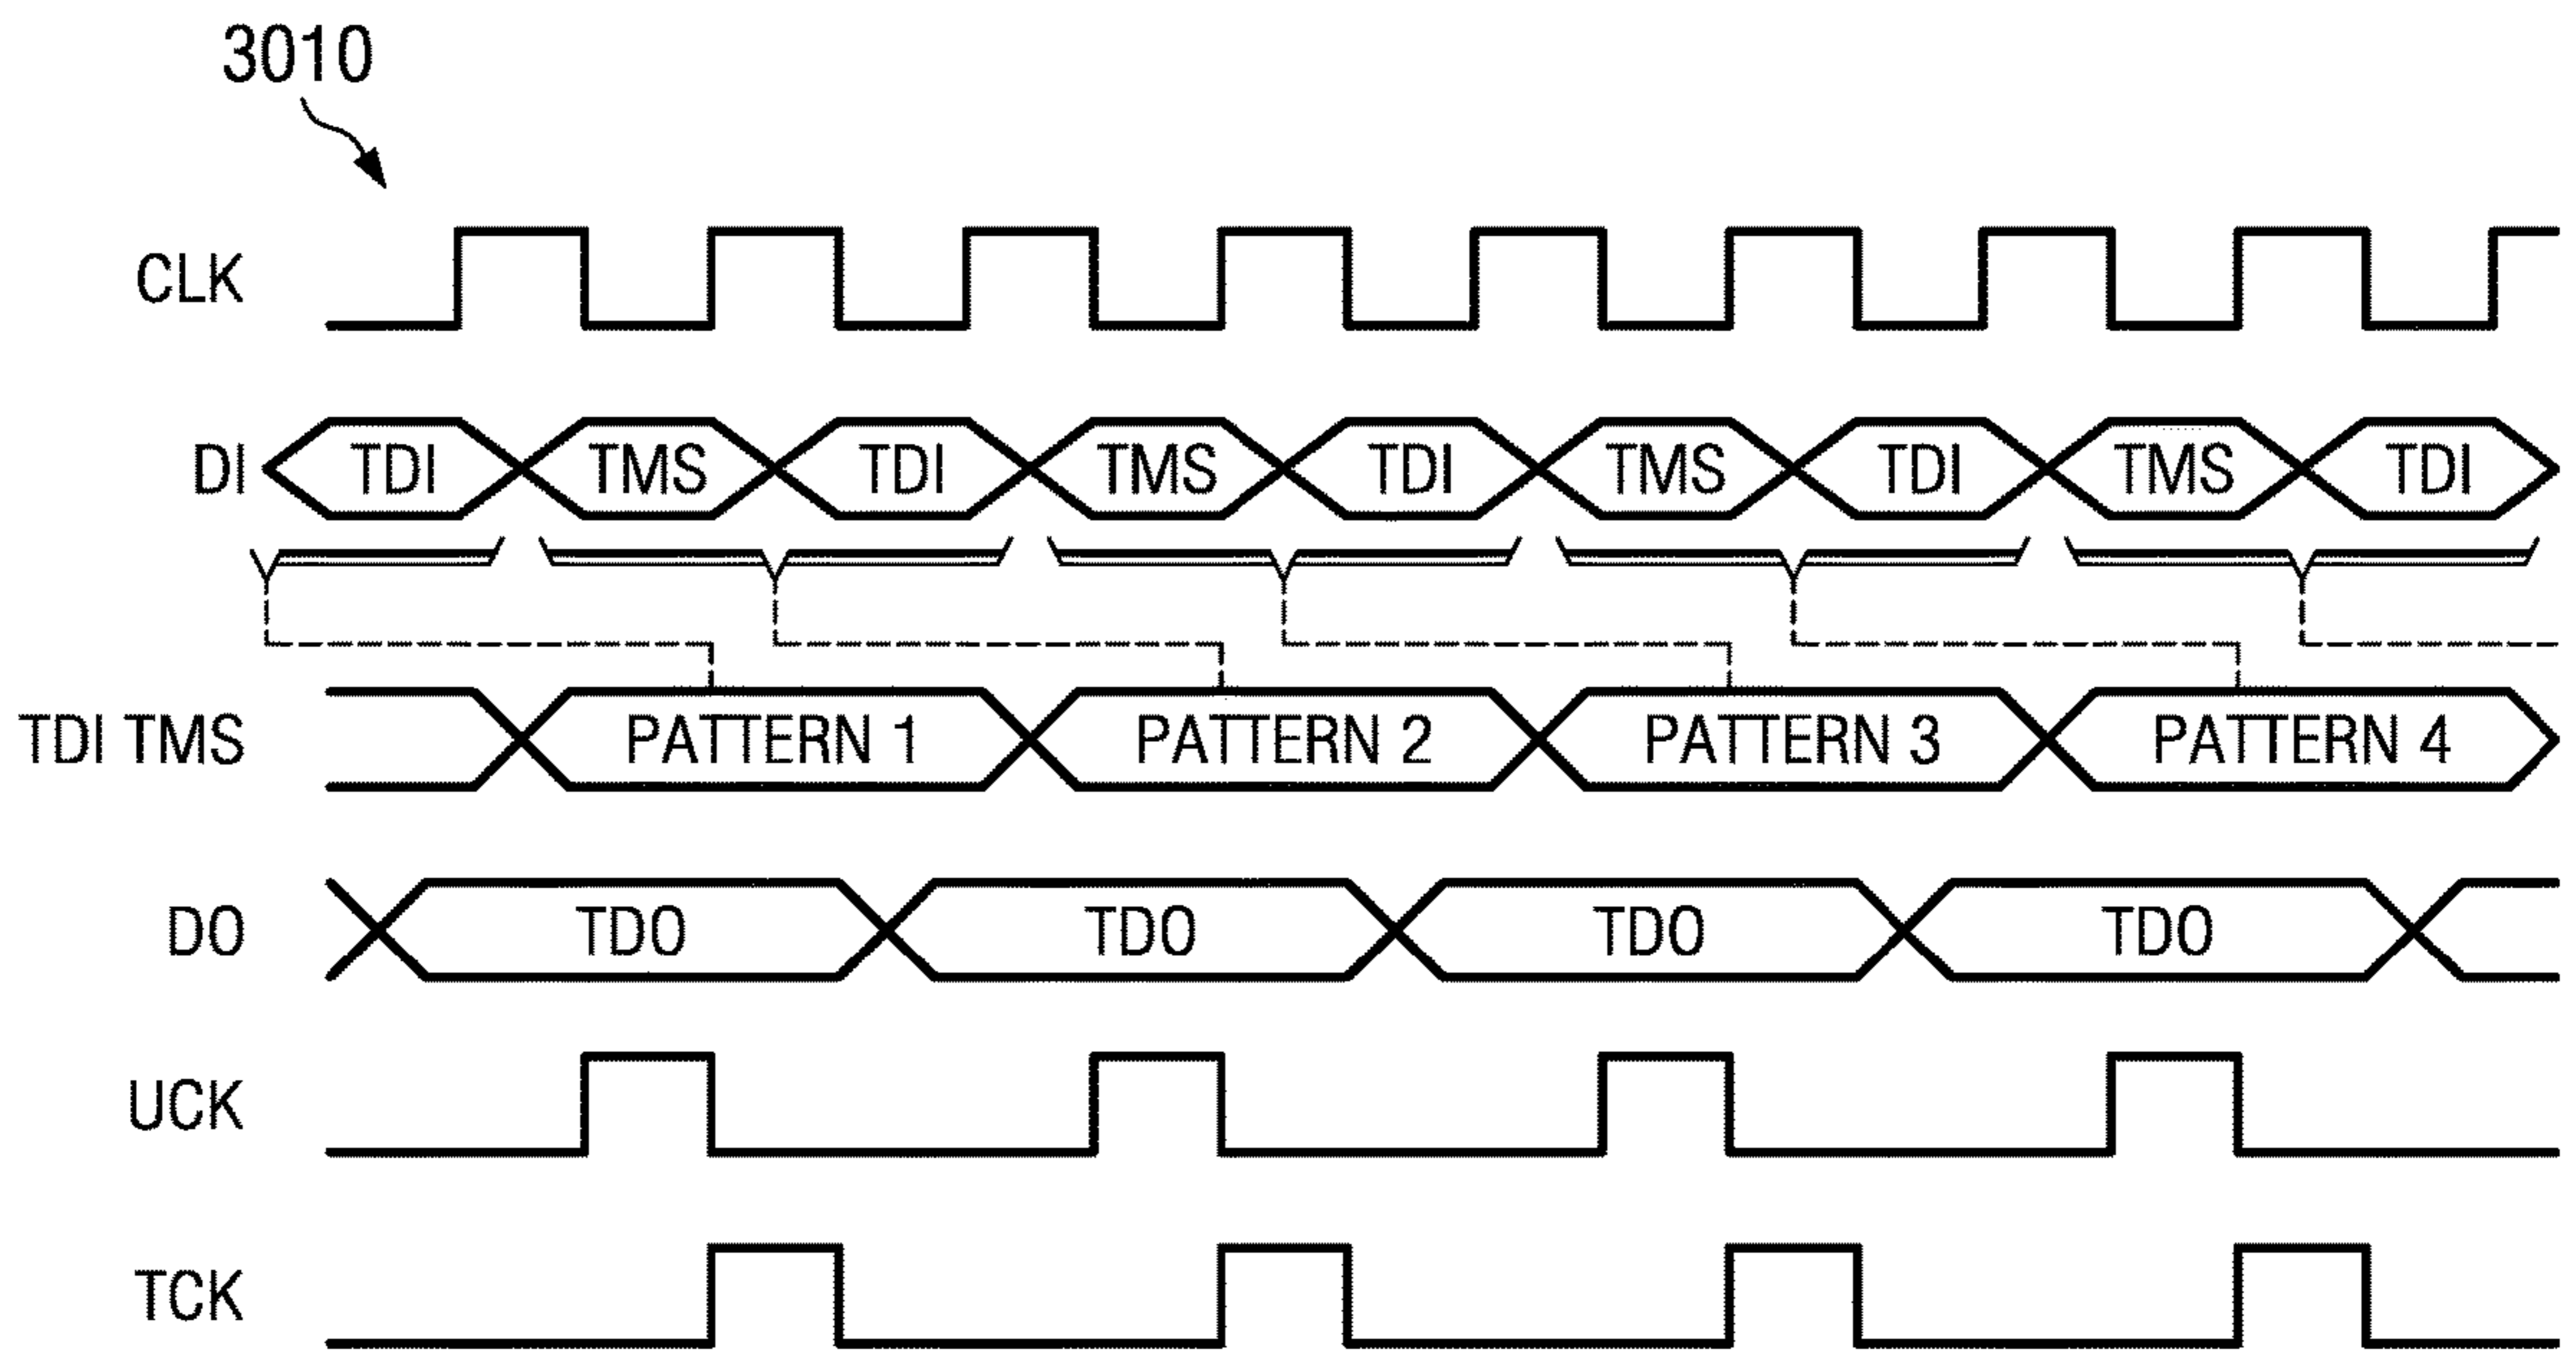 3010
CLK
DI TDI TMS TDI TMS TDI TMS TDI TMS TDI
TDI TMS PATTERN 1 PATTERN 2 PATTERN 3 PATTERN 4
DO TDO TDO TDO TDO
UCK
TCK